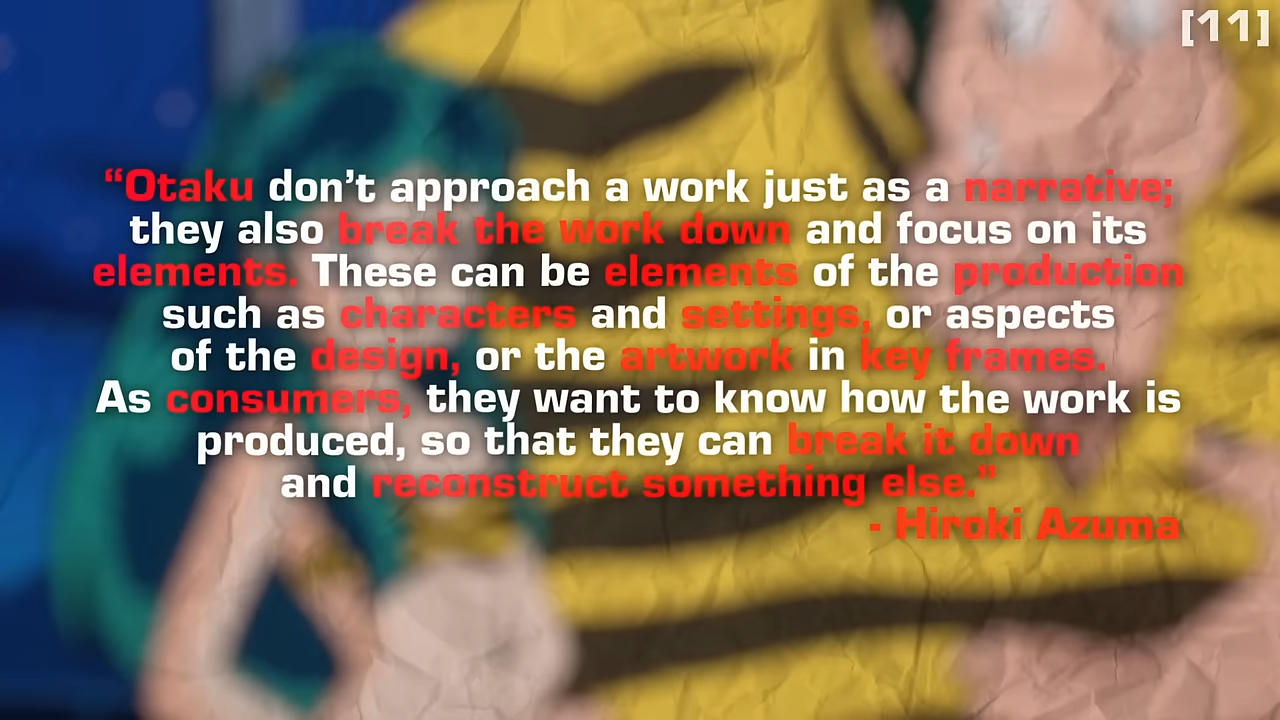 [11]
“Otaku don’t approach a work just as a narrative;
they also break the work down and focus on its
elements. These can be elements of the production
such as characters and settings, or aspects
of the design, or the artwork in key frames.
As consumers, they want to know how the work is
produced, so that they can break it down
and reconstruct something else.”
- Hiroki Azuma